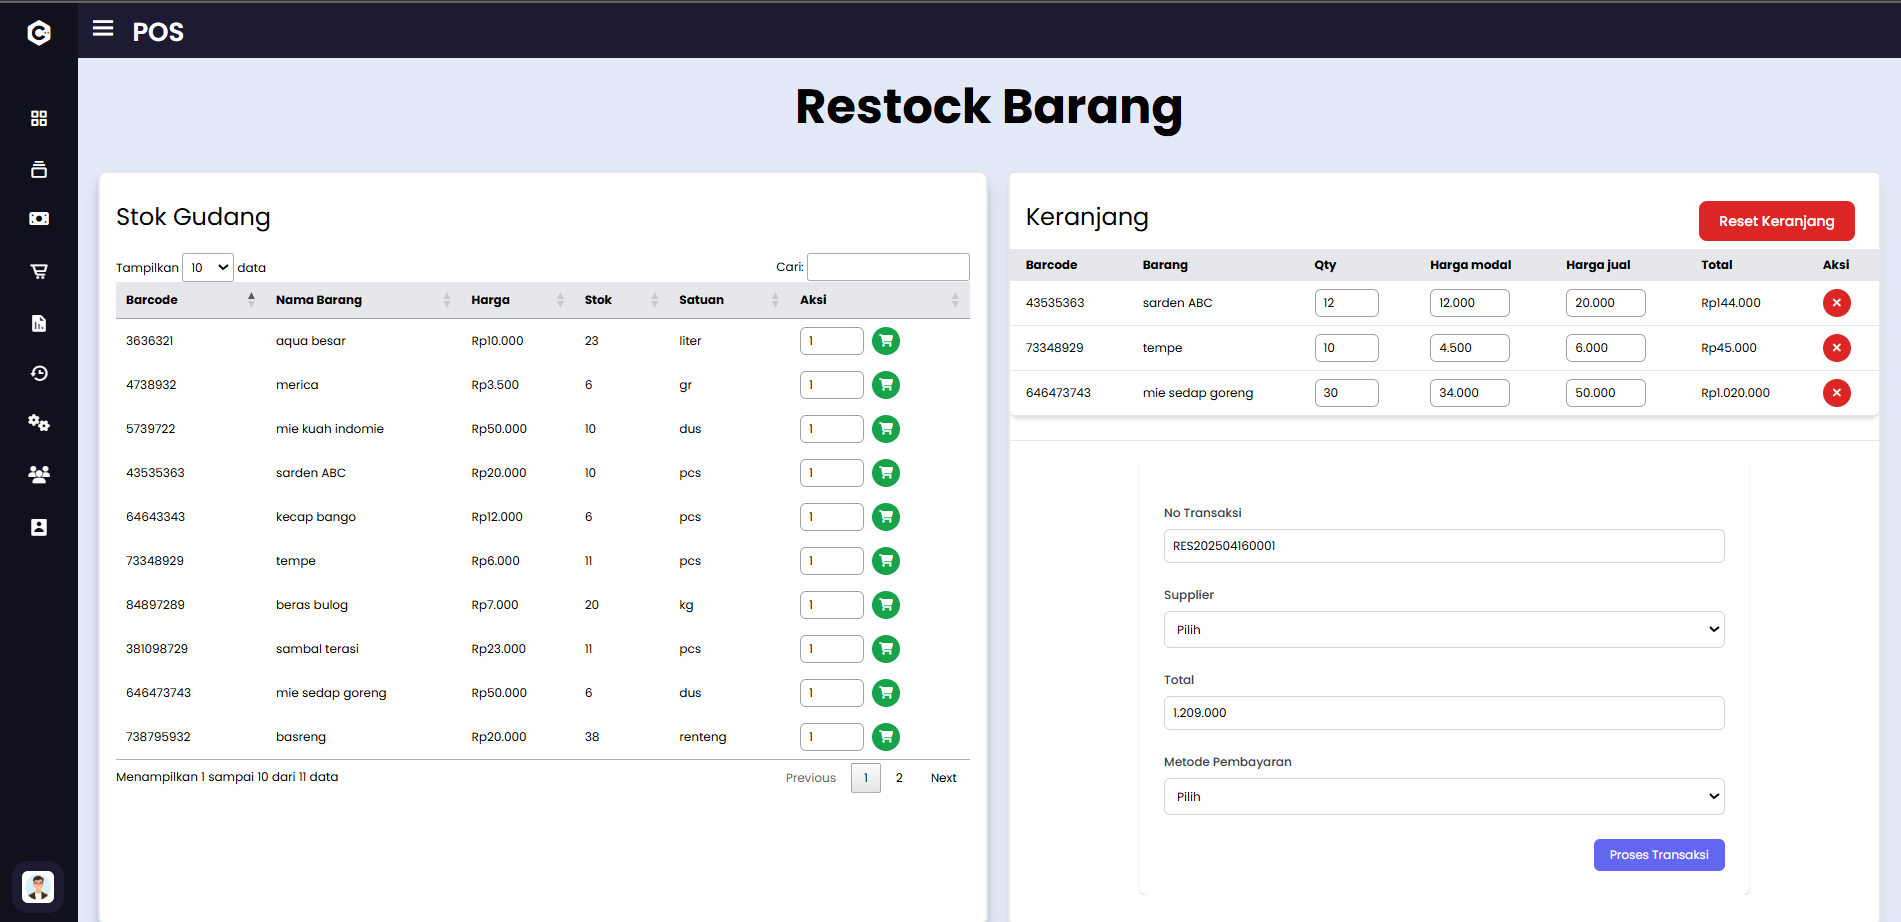 POS
Restock Barang
Stok Gudang
Tampilkan 10 data
Cari:
Barcode Nama Barang Harga Stok Satuan Aksi
3636321 aqua besar Rp10.000 23 liter 1
4738932 merica Rp3.500 6 gr 1
5739722 mie kuah indomie Rp50.000 10 dus 1
43535363 sarden ABC Rp20.000 10 pcs 1
64643343 kecap bango Rp12.000 6 pcs 1
73348929 tempe Rp6.000 11 pcs 1
84897289 beras bulog Rp7.000 20 kg 1
381098729 sambal terasi Rp23.000 11 pcs 1
646473743 mie sedap goreng Rp50.000 6 dus 1
738795932 basreng Rp20.000 38 renteng 1
Menampilkan 1 sampai 10 dari 11 data
Previous 1 2 Next
Keranjang
Reset Keranjang
Barcode Barang Qty Harga modal Harga jual Total Aksi
43535363 sarden ABC 12 12.000 20.000 Rp144.000
73348929 tempe 10 4.500 6.000 Rp45.000
646473743 mie sedap goreng 30 34.000 50.000 Rp1.020.000
No Transaksi
RES202504160001
Supplier
Pilih
Total
1.209.000
Metode Pembayaran
Pilih
Proses Transaksi